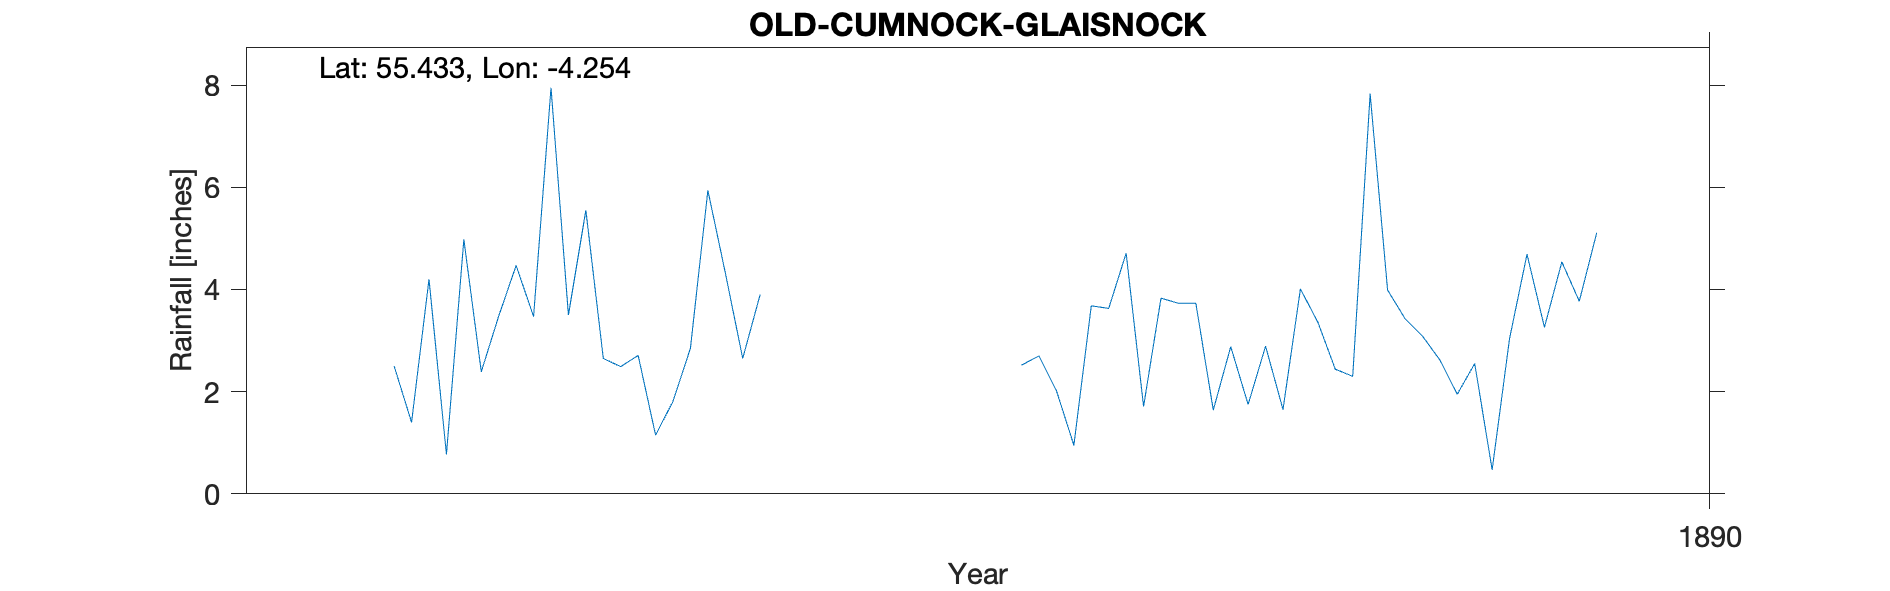 OLD-CUMNOCK-GLAISNOCK
Lat: 55.433, Lon: -4.254
8
6
4
2
0
Rainfall [inches]
1890
Year